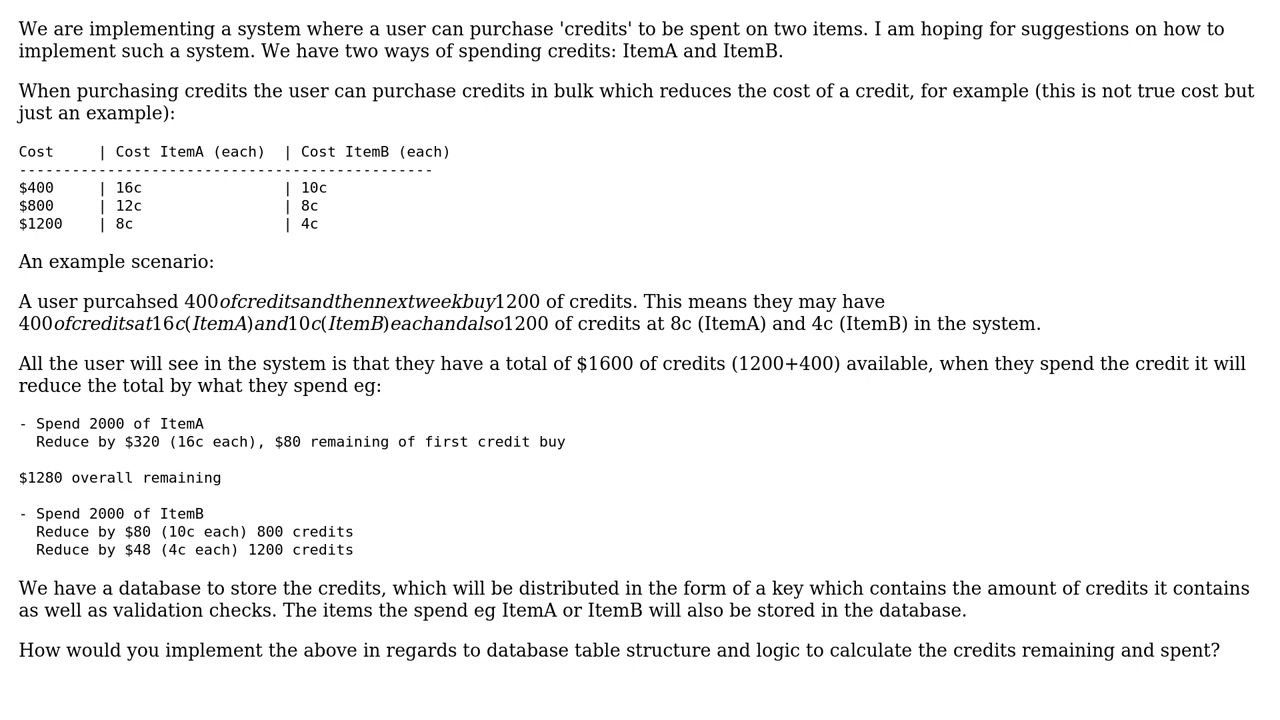 We are implementing a system where a user can purchase 'credits' to be spent on two items. I am hoping for suggestions on how to
implement such a system. We have two ways of spending credits: ItemA and ItemB.
When purchasing credits the user can purchase credits in bulk which reduces the cost of a credit, for example (this is not true cost but
just an example):
Cost     | Cost ItemA (each)  | Cost ItemB (each)
-----------------------------------------------
$400     | 16c                | 10c
$800     | 12c                | 8c
$1200    | 8c                 | 4c
An example scenario:
A user purcahsed 400ofcreditsandthennextweekbuy1200 of credits. This means they may have
400ofcreditsat16c(ItemA)and10c(ItemB)eachandalso1200 of credits at 8c (ItemA) and 4c (ItemB) in the system.
All the user will see in the system is that they have a total of $1600 of credits (1200+400) available, when they spend the credit it will
reduce the total by what they spend eg:
- Spend 2000 of ItemA
  Reduce by $320 (16c each), $80 remaining of first credit buy
$1280 overall remaining
- Spend 2000 of ItemB
  Reduce by $80 (10c each) 800 credits
  Reduce by $48 (4c each) 1200 credits
We have a database to store the credits, which will be distributed in the form of a key which contains the amount of credits it contains
as well as validation checks. The items the spend eg ItemA or ItemB will also be stored in the database.
How would you implement the above in regards to database table structure and logic to calculate the credits remaining and spent?